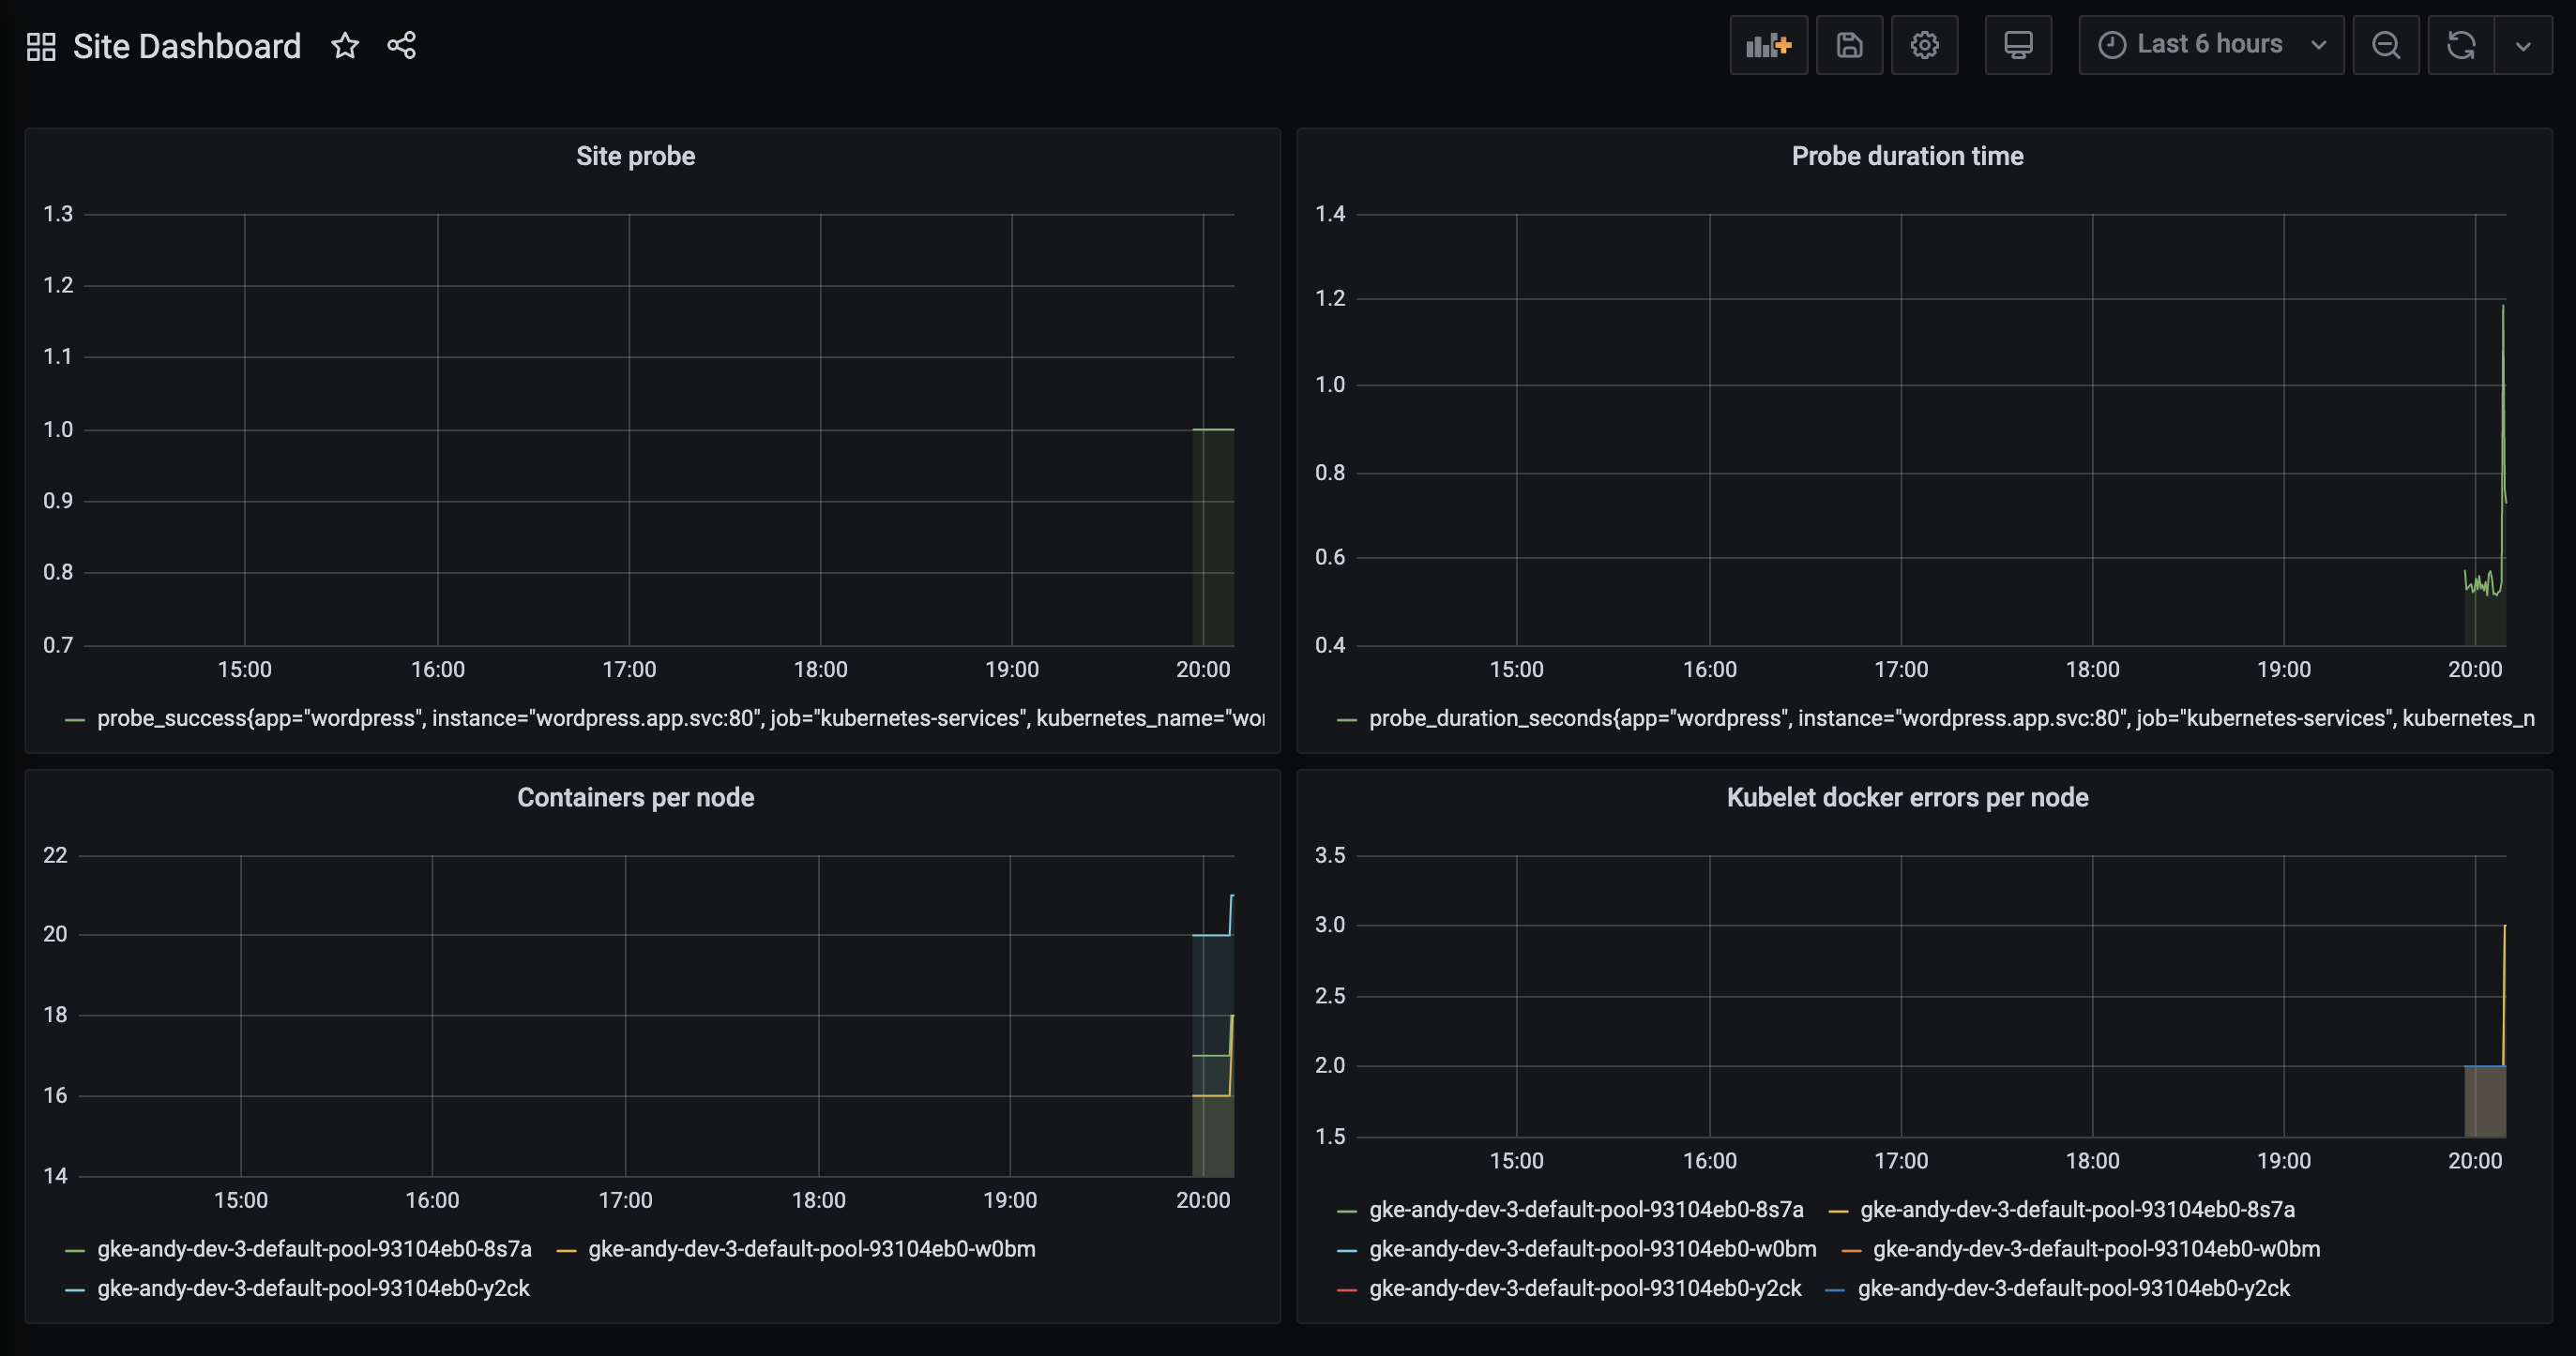 Site Dashboard
Last 6 hours
Site probe
1.3
1.2
1.1
1.0
0.9
0.8
0.7
15:00 16:00 17:00 18:00 19:00 20:00
probe_success{app="wordpress", instance="wordpress.app.svc:80", job="kubernetes-services", kubernetes_name="wor
Probe duration time
1.4
1.2
1.0
0.8
0.6
0.4
15:00 16:00 17:00 18:00 19:00 20:00
probe_duration_seconds{app="wordpress", instance="wordpress.app.svc:80", job="kubernetes-services", kubernetes_n
Containers per node
22
20
18
16
14
15:00 16:00 17:00 18:00 19:00 20:00
gke-andy-dev-3-default-pool-93104eb0-8s7a gke-andy-dev-3-default-pool-93104eb0-w0bm
gke-andy-dev-3-default-pool-93104eb0-y2ck
Kubelet docker errors per node
3.5
3.0
2.5
2.0
1.5
15:00 16:00 17:00 18:00 19:00 20:00
gke-andy-dev-3-default-pool-93104eb0-8s7a gke-andy-dev-3-default-pool-93104eb0-8s7a
gke-andy-dev-3-default-pool-93104eb0-w0bm gke-andy-dev-3-default-pool-93104eb0-w0bm
gke-andy-dev-3-default-pool-93104eb0-y2ck gke-andy-dev-3-default-pool-93104eb0-y2ck